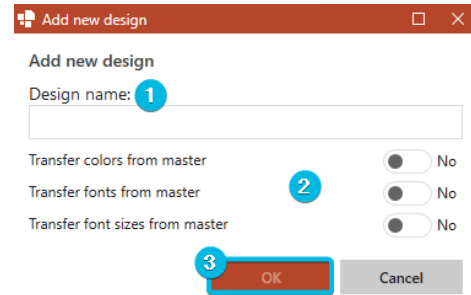 Add new design
Add new design
Design name: 1
Transfer colors from master No
Transfer fonts from master 2 No
Transfer font sizes from master No
3
OK Cancel